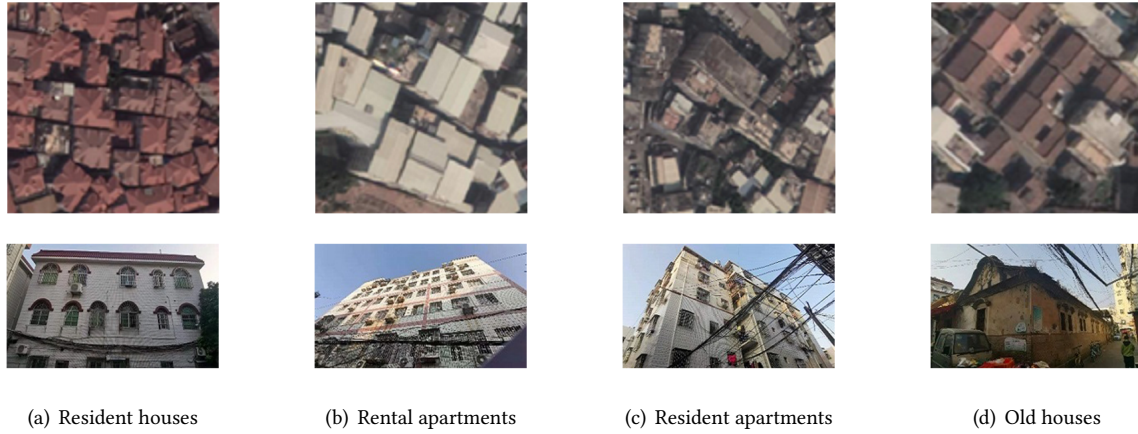 (a) Resident houses
(b) Rental apartments
(c) Resident apartments
(d) Old houses